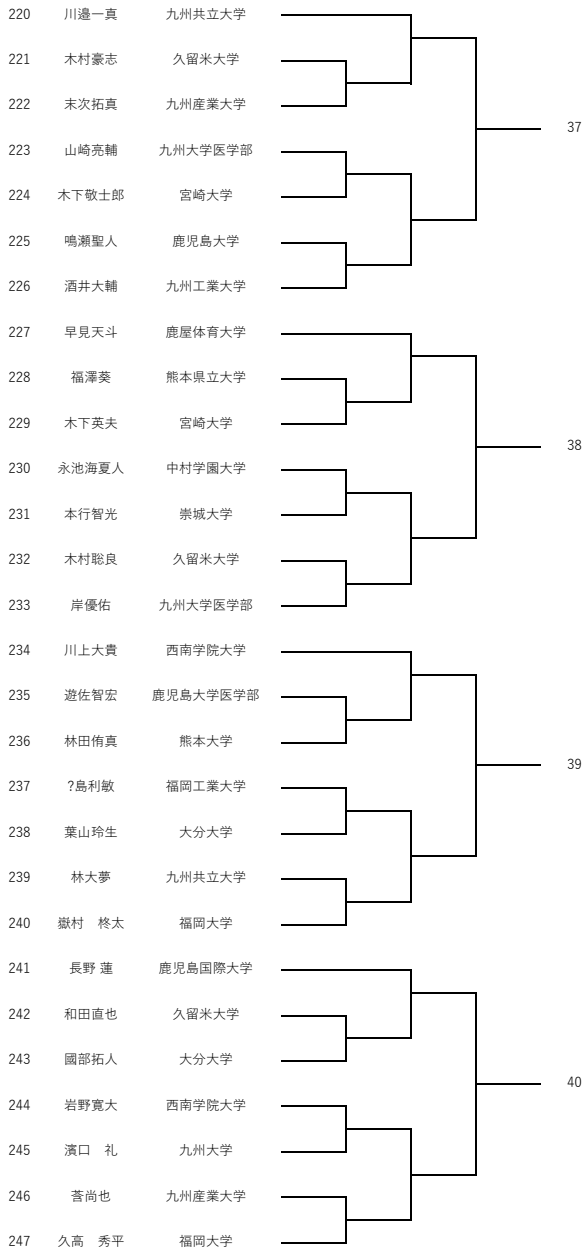 220 川邉一真 九州共立大学
221 木村豪志 久留米大学
222 末次拓真 九州産業大学
37
223 山崎亮輔 九州大学医学部
224 木下敬士郎 宮崎大学
225 鳴瀬聖人 鹿児島大学
226 酒井大輔 九州工業大学
227 早見天斗 鹿屋体育大学
228 福澤葵 熊本県立大学
229 木下英夫 宮崎大学
38
230 永池海夏人 中村学園大学
231 本行智光 崇城大学
232 木村聡良 久留米大学
233 岸優佑 九州大学医学部
234 川上大貴 西南学院大学
235 遊佐智宏 鹿児島大学医学部
236 林田侑真 熊本大学
39
237 ?島利敏 福岡工業大学
238 葉山玲生 大分大学
239 林大夢 九州共立大学
240 嶽村　柊太 福岡大学
241 長野 蓮 鹿児島国際大学
242 和田直也 久留米大学
243 國部拓人 大分大学
40
244 岩野寛大 西南学院大学
245 濱口　礼 九州大学
246 荅尚也 九州産業大学
247 久高　秀平 福岡大学